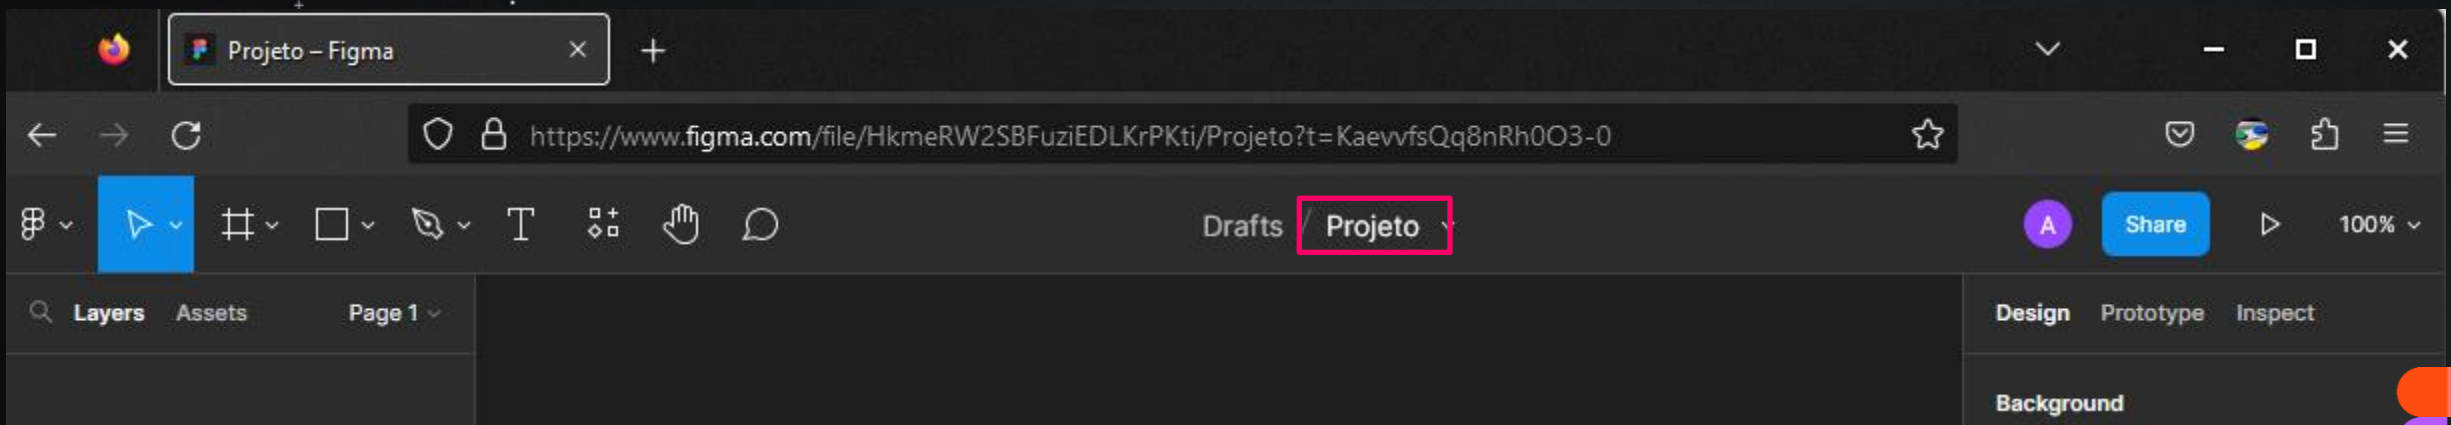 Projeto – Figma
https://www.figma.com/file/HkmeRW2SBFuziEDLKrPKti/Projeto?t=KaevvfsQq8nRh0O3-0
Drafts / Projeto
A
Share
100%
Layers Assets Page 1
Design Prototype Inspect
Background